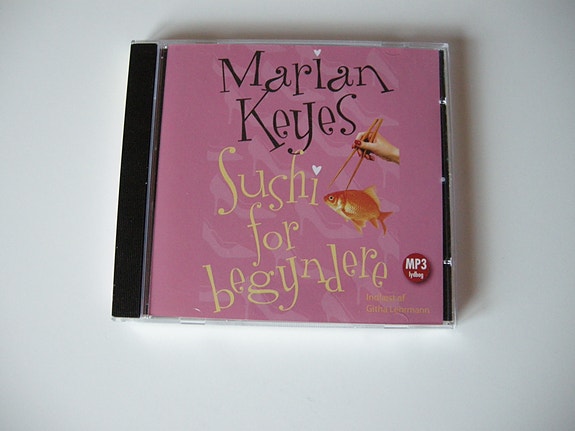 Marian
Keyes
Sushi
for
begyndere
MP3
lydbog
Indlæst af
Githa Lehrmann